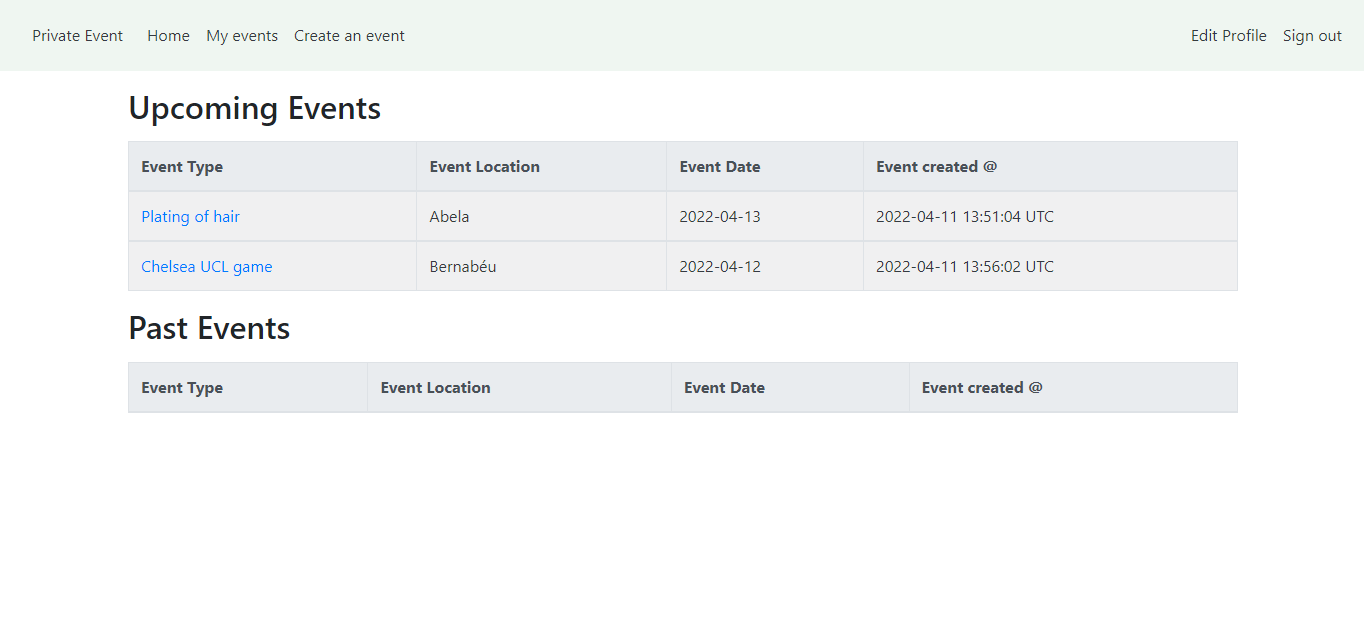 Private Event Home My events Create an event Edit Profile Sign out
Upcoming Events
Event Type Event Location Event Date Event created @
Plating of hair Abela 2022-04-13 2022-04-11 13:51:04 UTC
Chelsea UCL game Bernabéu 2022-04-12 2022-04-11 13:56:02 UTC
Past Events
Event Type Event Location Event Date Event created @